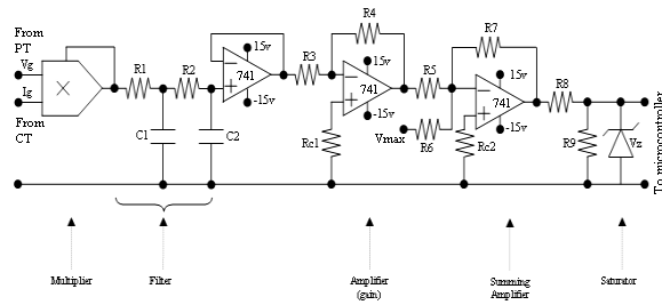 From
PT
Vg
Ig
From
CT
X
R1
R2
C1
C2
15v
741
-15v
R3
R4
15v
741
-15v
Rc1
R5
Vmax
R6
R7
15v
741
-15v
Rc2
R8
R9
Vz
To microcontroller
Multiplier
Filter
Amplifier
(gain)
Summing
Amplifier
Saturator